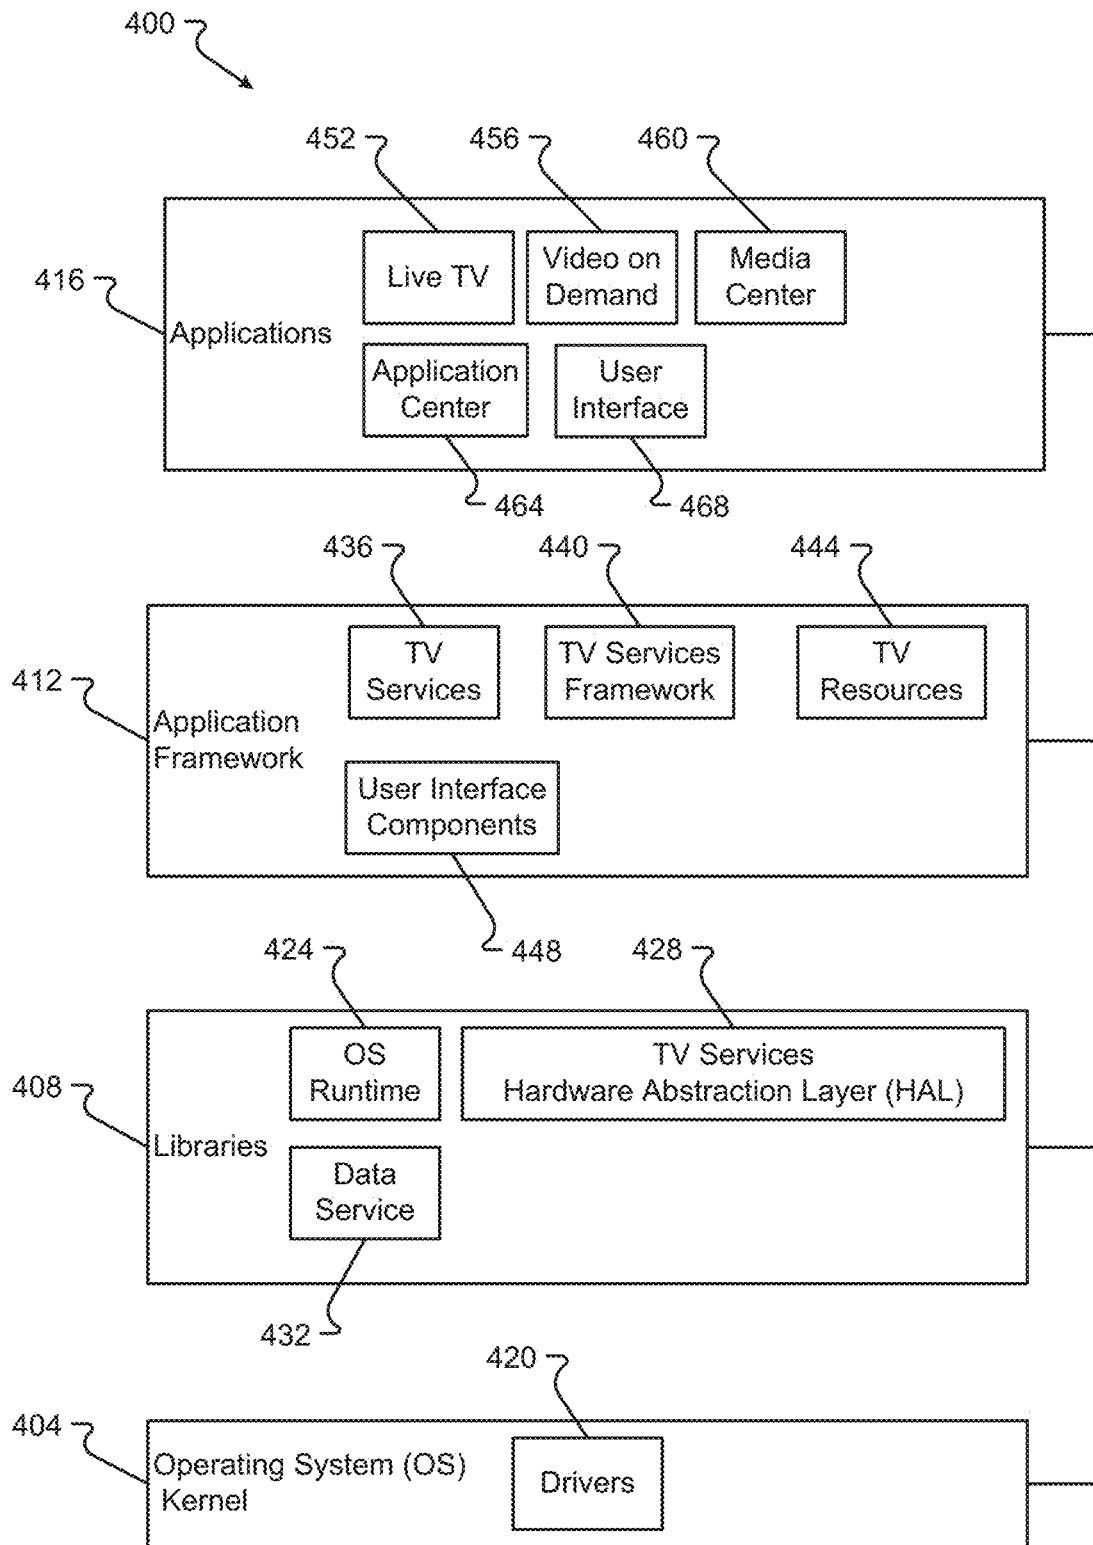 400
452
456
460
416
Applications
Live TV
Video on
Demand
Media
Center
Application
Center
User
Interface
464
468
436
440
444
412
Application
Framework
TV
Services
TV Services
Framework
TV
Resources
User Interface
Components
448
424
428
408
Libraries
OS
Runtime
TV Services
Hardware Abstraction Layer (HAL)
Data
Service
432
420
404
Operating System (OS)
Kernel
Drivers